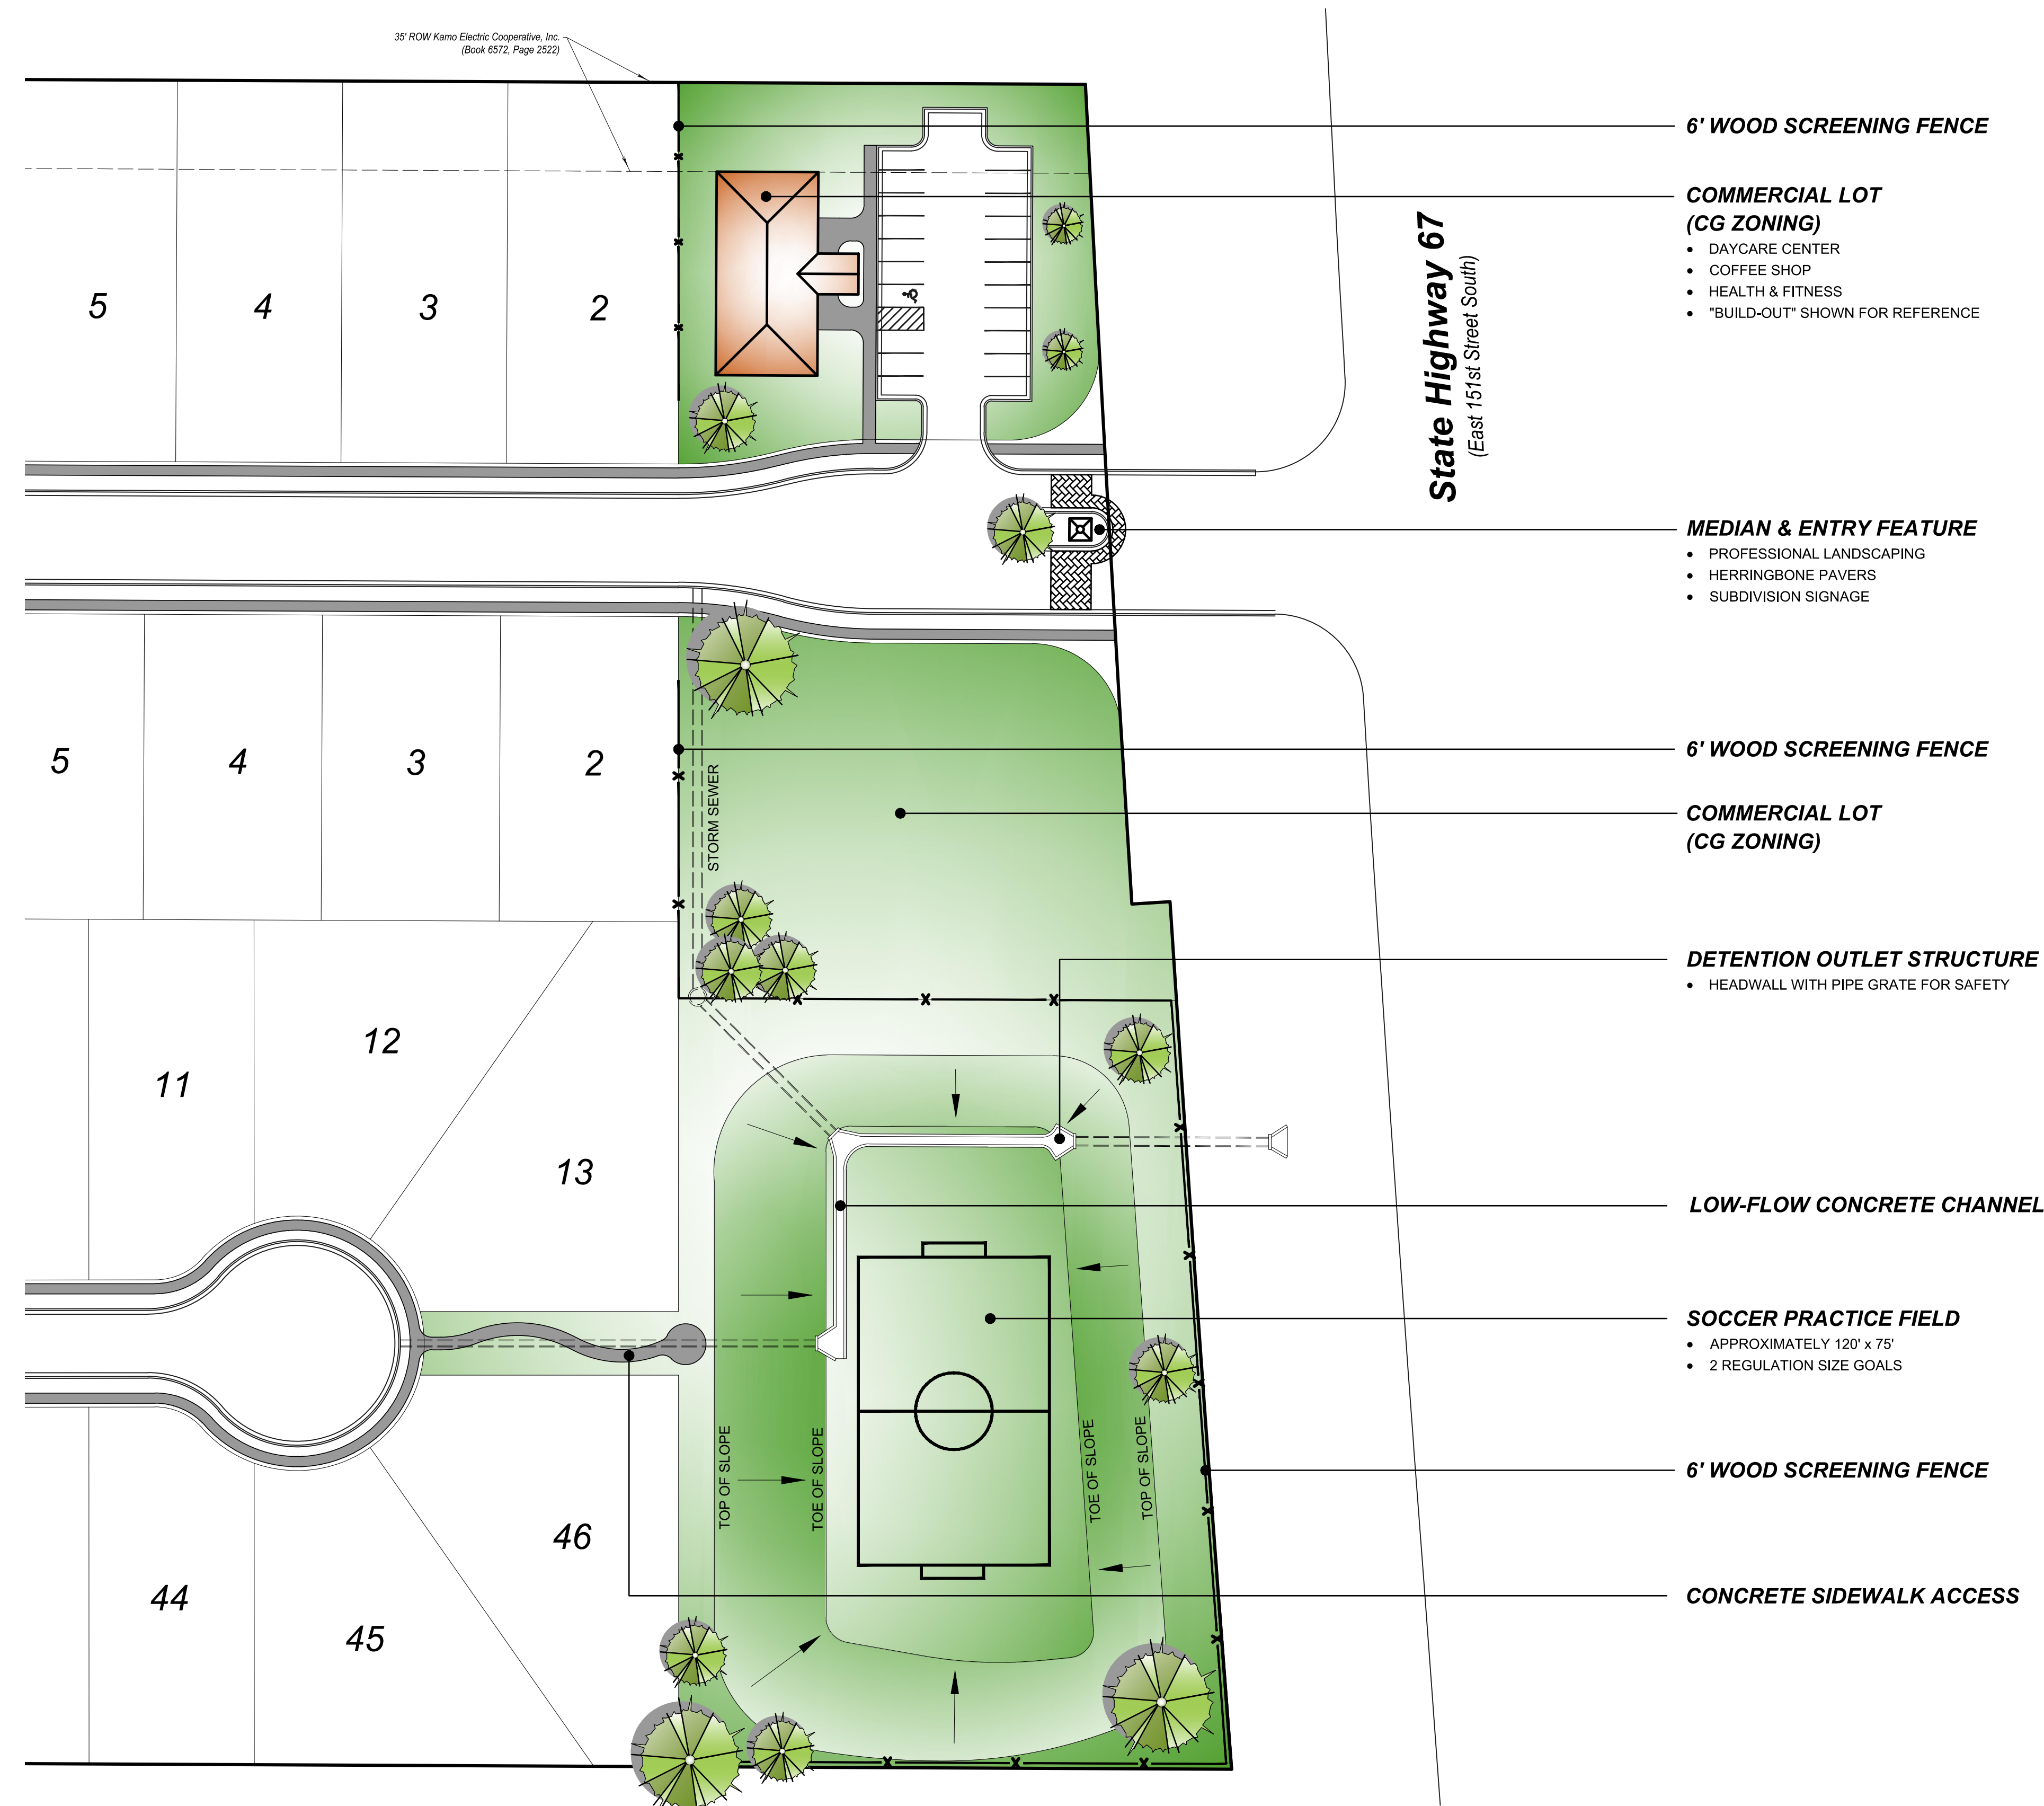 35' ROW Kamo Electric Cooperative, Inc.
(Book 6572, Page 2522)
6' WOOD SCREENING FENCE
COMMERCIAL LOT
(CG ZONING)
• DAYCARE CENTER
• COFFEE SHOP
• HEALTH & FITNESS
• "BUILD-OUT" SHOWN FOR REFERENCE
State Highway 67
(East 151st Street South)
5
4
3
2
MEDIAN & ENTRY FEATURE
• PROFESSIONAL LANDSCAPING
• HERRINGBONE PAVERS
• SUBDIVISION SIGNAGE
6' WOOD SCREENING FENCE
5
4
3
2
STORM SEWER
COMMERCIAL LOT
(CG ZONING)
DETENTION OUTLET STRUCTURE
• HEADWALL WITH PIPE GRATE FOR SAFETY
11
12
13
LOW-FLOW CONCRETE CHANNEL
SOCCER PRACTICE FIELD
• APPROXIMATELY 120' x 75'
• 2 REGULATION SIZE GOALS
TOP OF SLOPE
TOE OF SLOPE
TOE OF SLOPE
TOP OF SLOPE
6' WOOD SCREENING FENCE
46
44
45
CONCRETE SIDEWALK ACCESS